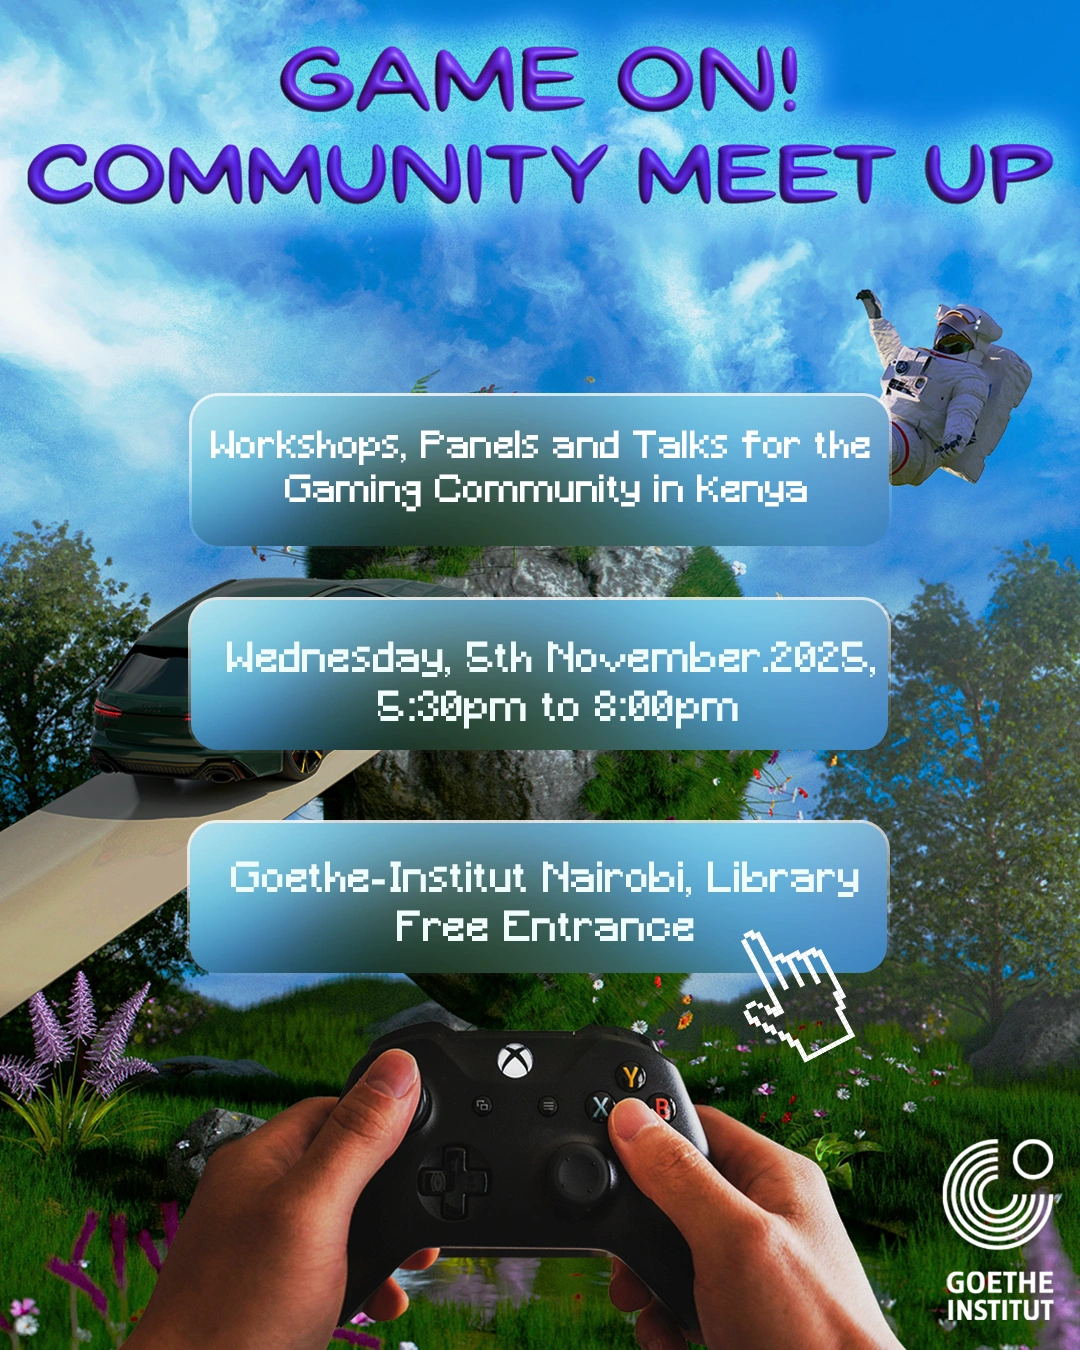 GAME ON!
COMMUNITY MEET UP
Workshops, Panels and Talks for the
Gaming Community in Kenya
Wednesday, 5th November.2025,
5:30pm to 8:00pm
Goethe-Institut Nairobi, Library
Free Entrance
Y
X
B
GOETHE
INSTITUT